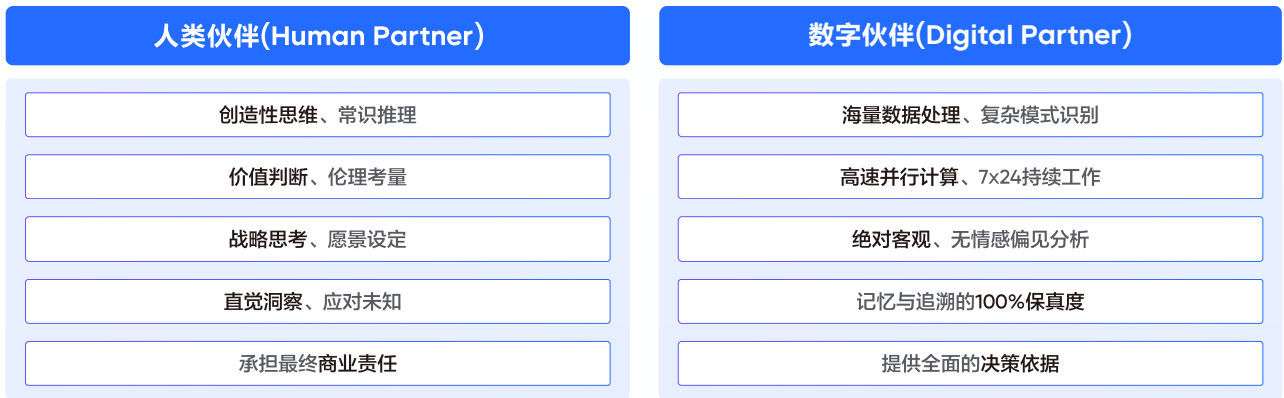 人类伙伴(Human Partner)
创造性思维、常识推理
价值判断、伦理考量
战略思考、愿景设定
直觉洞察、应对未知
承担最终商业责任
数字伙伴(Digital Partner)
海量数据处理、复杂模式识别
高速并行计算、7x24持续工作
绝对客观、无情感偏见分析
记忆与追溯的100%保真度
提供全面的决策依据